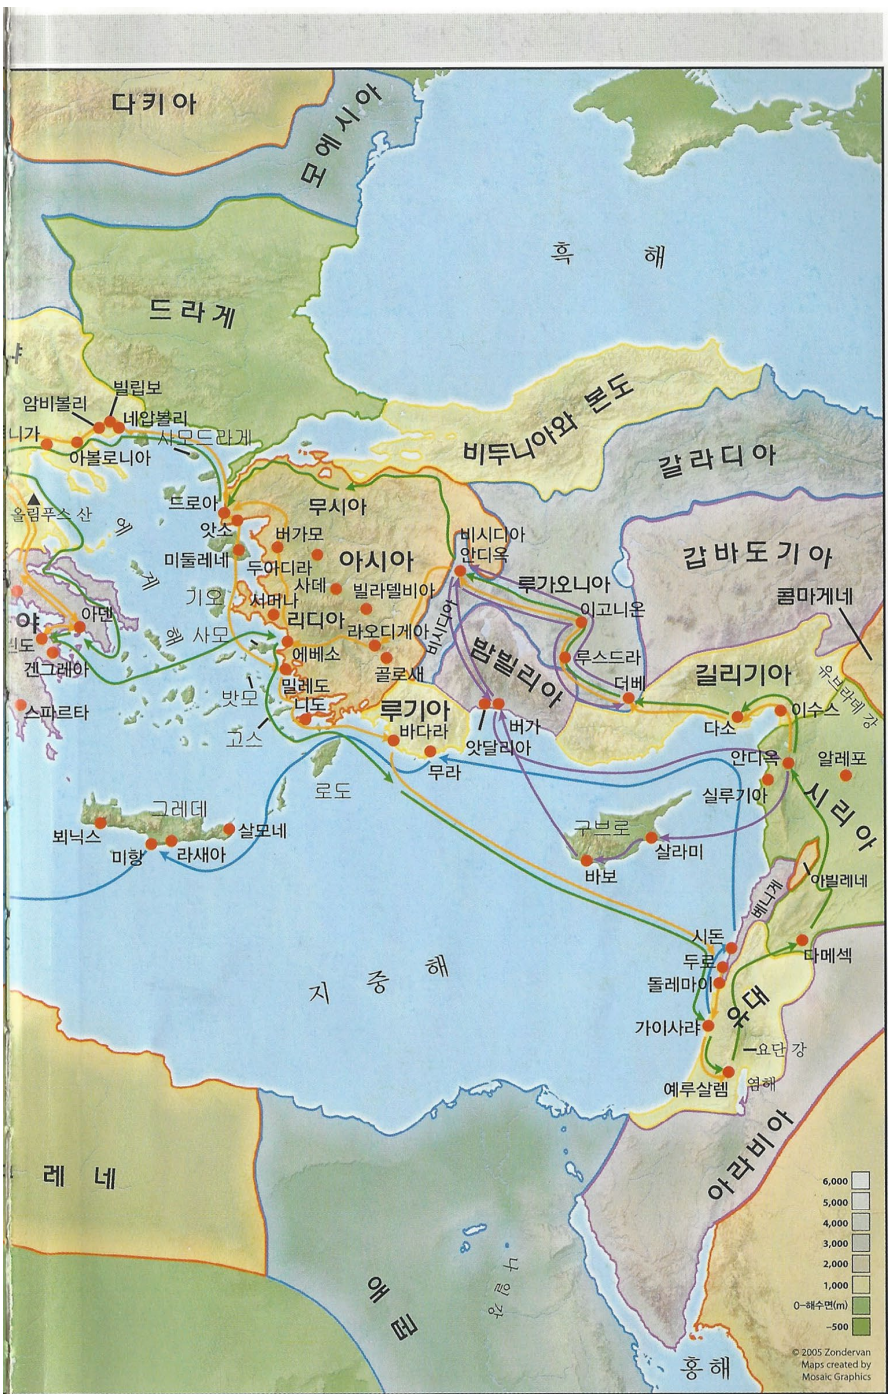 다키아
모에시아
흑 해
드라게
비두니아와 본도
갈라디아
갑바도기아
콤마게네
빌립보
암비볼리
네압볼리
니가
아볼로니아
사모드라게
올림푸스 산
에 게 해
드로아
앗소
미둘레네
무시아
버가모
두아디라
아시아
사데
서머나
빌라델비아
리디아
라오디게아
에베소
골로새
밀레도
니도
기오
사모
밧모
고스
로도
야
아덴
겐그레아
스파르타
비시디아
안디옥
루가오니아
이고니온
루스드라
더베
비시디아
밤빌리아
버가
앗달리아
루기아
바다라
무라
길리기아
다소
이수스
유브라데 강
안디옥
실루기아
알레포
시리아
구브로
살라미
바보
그레데
뵈닉스
미항
라새아
살모네
아빌레네
베니게
시돈
두로
돌레마이
다메섹
가이사랴
유대
요단 강
예루살렘
염해
지 중 해
아라비아
레 네
애굽
나일강
홍해
6,000
5,000
4,000
3,000
2,000
1,000
0-해수면(m)
-500
© 2005 Zondervan
Maps created by
Mosaic Graphics